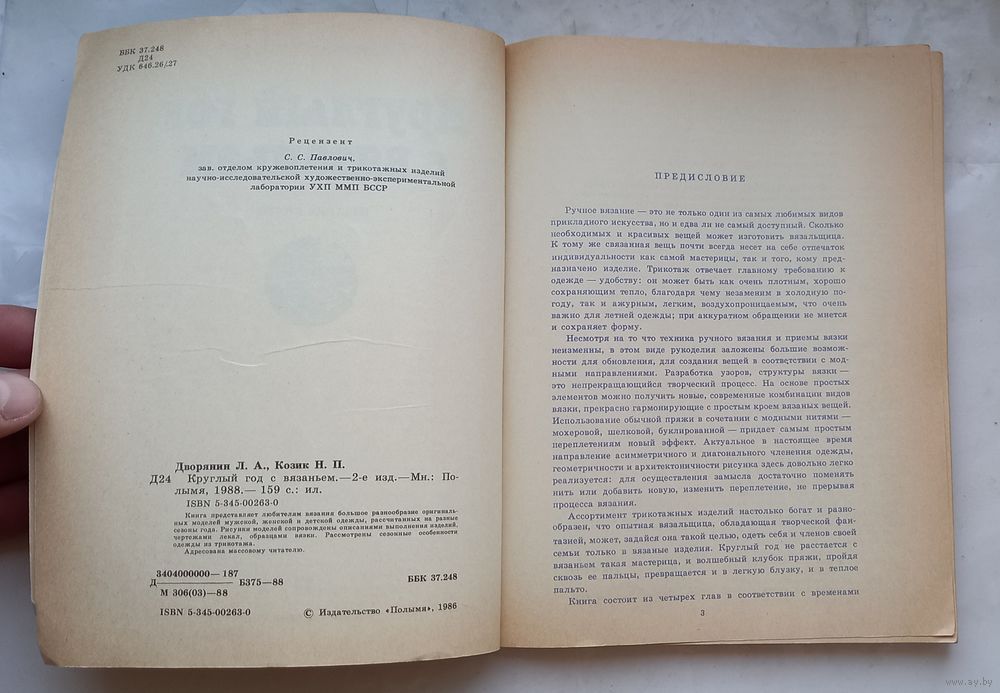 ББК 37.248
Д24
УДК 646.26/.27
Рецензент
С. С. Павлович,
зав. отделом кружевоплетения и трикотажных изделий
научно-исследовательской художественно-экспериментальной
лаборатории УХП ММП БССР
Дворянин Л. А., Козик Н. П.
Д24 Круглый год с вязаньем.—2-е изд.—Мн.: По-
лымя, 1988.— 159 с.: ил.
ISBN 5-345-00263-0
Книга представляет любителям вязания большое разнообразие оригиналь-
ных моделей мужской, женской и детской одежды, рассчитанных на разные
сезоны года. Рисунки моделей сопровождены описаниями выполнения изделий,
чертежами лекал, образцами вязки. Рассмотрены сезонные особенности
одежды из трикотажа.
Адресована массовому читателю.
3404000000—187
Д Б375—88
М 306(03)—88
ББК 37.248
ISBN 5-345-00263-0
© Издательство «Полымя», 1986
ПРЕДИСЛОВИЕ
Ручное вязание — это не только один из самых любимых видов
прикладного искусства, но и едва ли не самый доступный. Сколько
необходимых и красивых вещей может изготовить вязальщица.
К тому же связанная вещь почти всегда несет на себе отпечаток
индивидуальности как самой мастерицы, так и того, кому пред-
назначено изделие. Трикотаж отвечает главному требованию к
одежде — удобству: он может быть как очень плотным, хорошо
сохраняющим тепло, благодаря чему незаменим в холодную по-
году, так и ажурным, легким, воздухопроницаемым, что очень
важно для летней одежды; при аккуратном обращении не мнется
и сохраняет форму.
Несмотря на то что техника ручного вязания и приемы вязки
неизменны, в этом виде рукоделия заложены большие возмож-
ности для обновления, для создания вещей в соответствии с мод-
ными направлениями. Разработка узоров, структуры вязки —
это непрекращающийся творческий процесс. На основе простых
элементов можно получить новые, современные комбинации видов
вязки, прекрасно гармонирующие с простым кроем вязаных вещей.
Использование обычной пряжи в сочетании с модными нитями —
мохеровой, шелковой, буклированной — придает самым простым
переплетениям новый эффект. Актуальное в настоящее время
направление асимметричного и диагонального членения одежды,
геометричности и архитектоничности рисунка здесь довольно легко
реализуется: для осуществления замысла достаточно поменять
нить или добавить новую, изменить переплетение, не прерывая
процесса вязания.
Ассортимент трикотажных изделий настолько богат и разно-
образен, что опытная вязальщица, обладающая творческой фан-
тазией, может, задайся она такой целью, одеть себя и членов своей
семьи только в вязаные изделия. Круглый год не расстается с
вязаньем такая мастерица, и волшебный клубок пряжи, пройдя
сквозь ее пальцы, превращается и в легкую блузку, и в теплое
пальто.
Книга состоит из четырех глав в соответствии с временами
3
www.ay.by